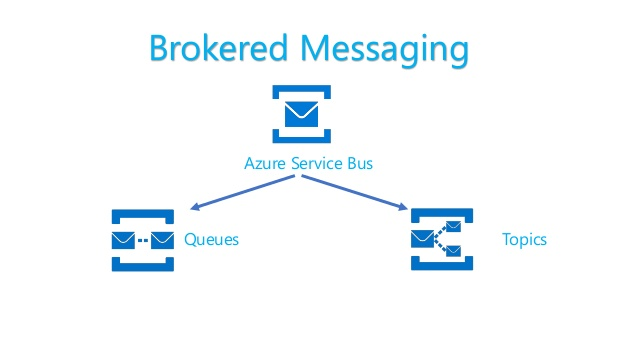 Brokered Messaging
Azure Service Bus
Queues
Topics